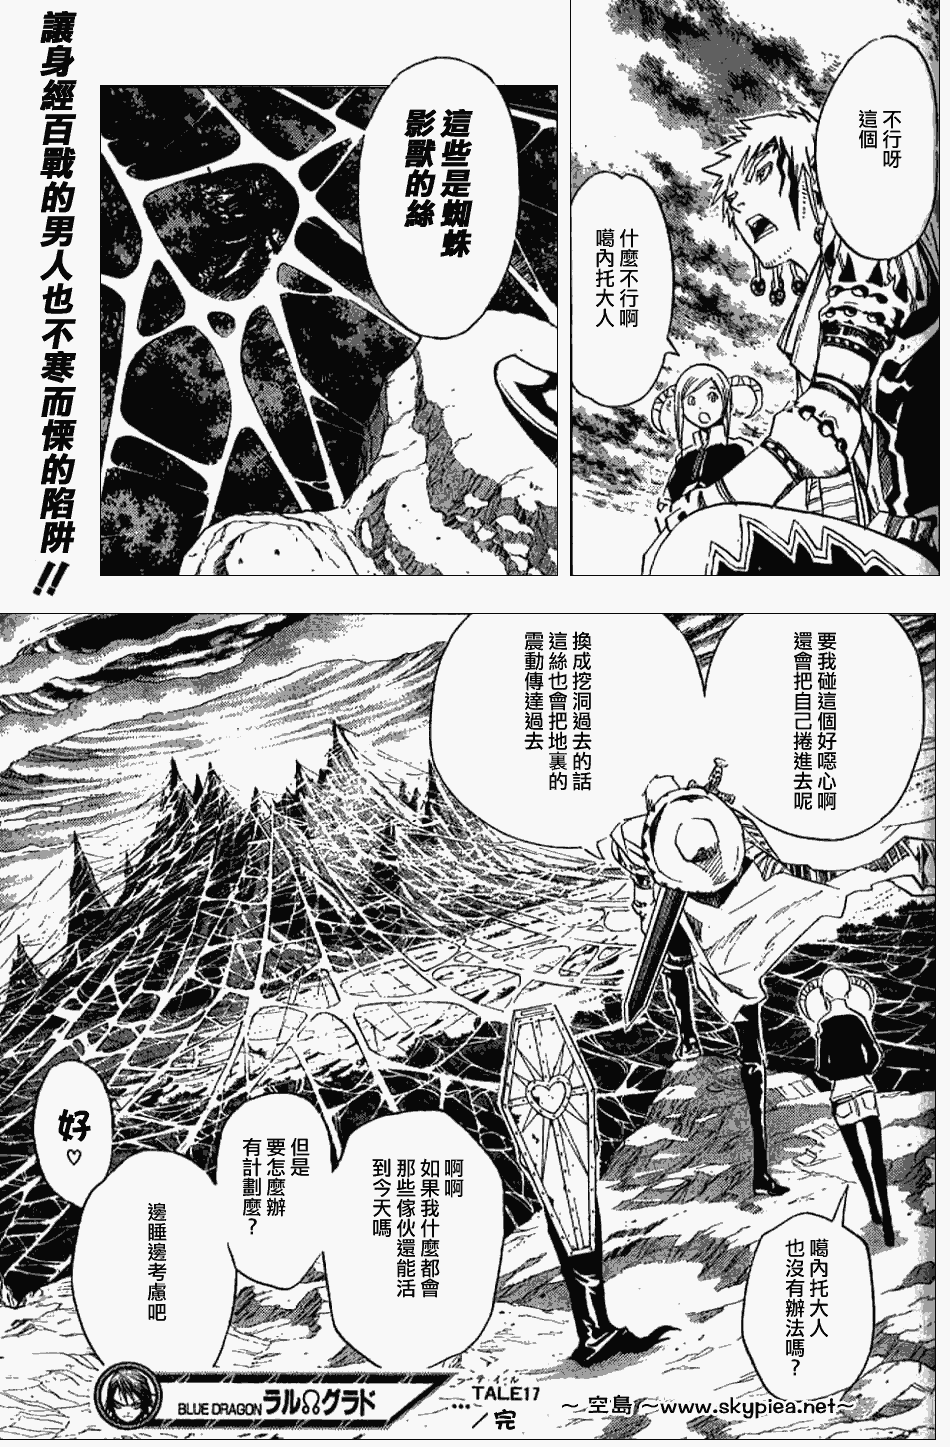 不行呀
這個
什麼不行啊
噶內托大人
這些是蜘蛛
影獸的絲
讓身經百戰的男人也不寒而慄的陷阱!!
要我碰這個好噁心啊
還會把自己捲進去呢
換成挖洞過去的話
這絲也會把地裏的
震動傳達過去
噶內托大人
也沒有辦法嗎?
啊啊
如果我什麼都會
那些傢伙還能活
到今天嗎
但是
要怎麼辦
有計劃麼?
邊睡邊考慮吧
好♡
BLUE DRAGON ラルΩグラド
テイル
TALE17
…/完
～空島～www.skypiea.net～